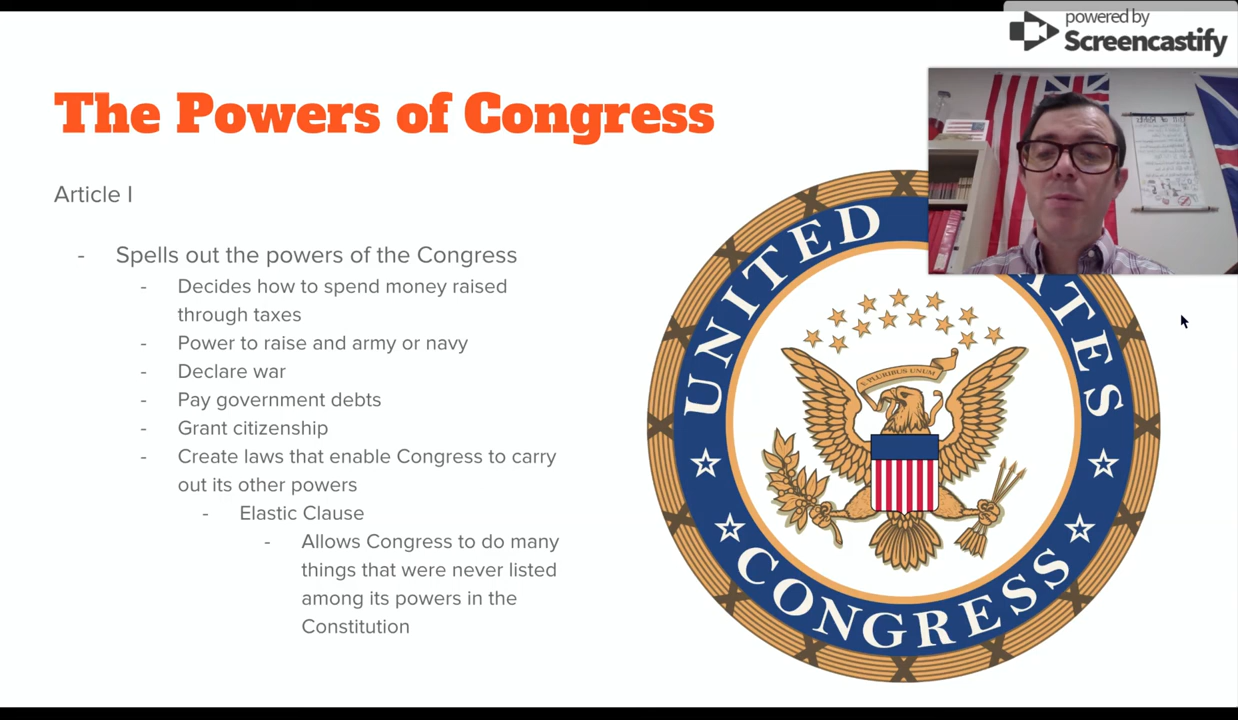 powered by
Screencastify
The Powers of Congress
Article I
- Spells out the powers of the Congress
- Decides how to spend money raised
through taxes
- Power to raise and army or navy
- Declare war
- Pay government debts
- Grant citizenship
- Create laws that enable Congress to carry
out its other powers
- Elastic Clause
- Allows Congress to do many
things that were never listed
among its powers in the
Constitution
UNITED
ATES
E·PLURIBUS UNUM
CONGRESS